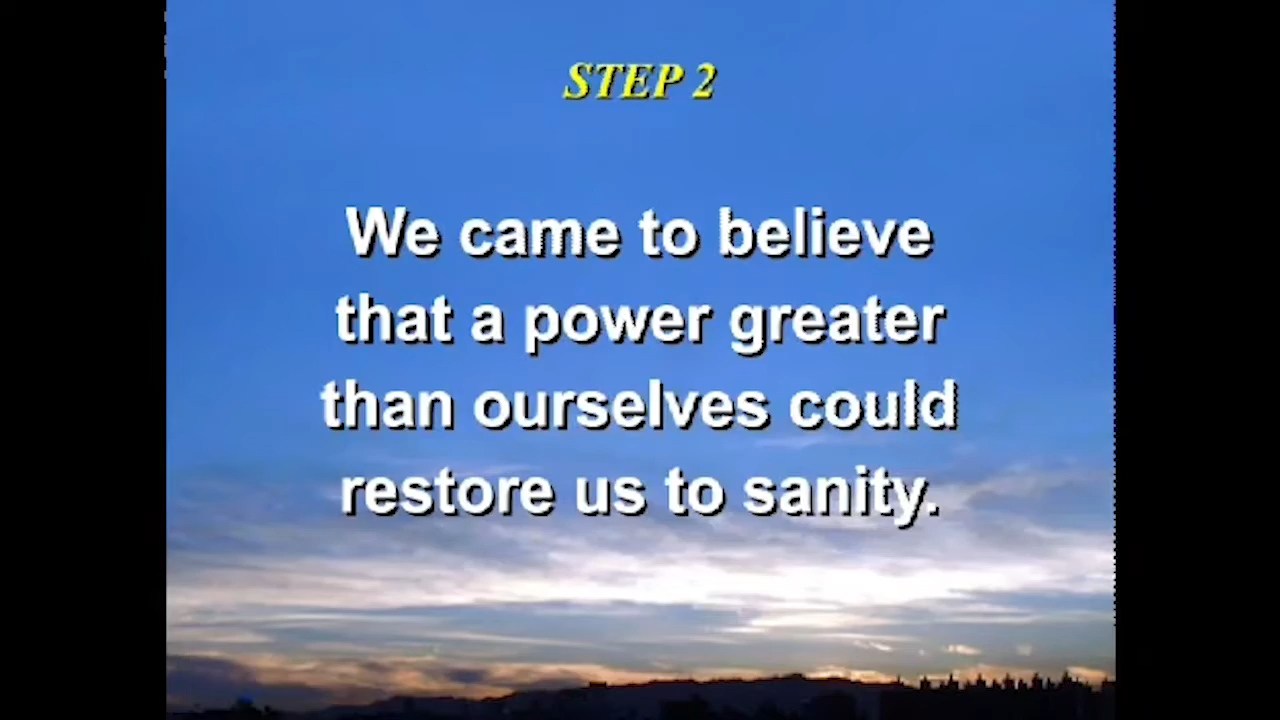 STEP 2
We came to believe
that a power greater
than ourselves could
restore us to sanity.